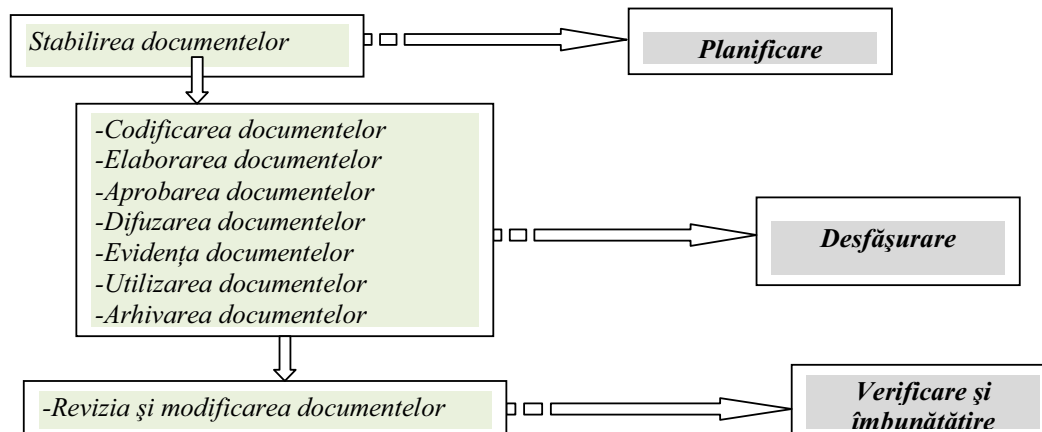 Stabilirea documentelor
Planificare
-Codificarea documentelor
-Elaborarea documentelor
-Aprobarea documentelor
-Difuzarea documentelor
-Evidența documentelor
-Utilizarea documentelor
-Arhivarea documentelor
Desfăşurare
-Revizia şi modificarea documentelor
Verificare şi
îmbunătăţire